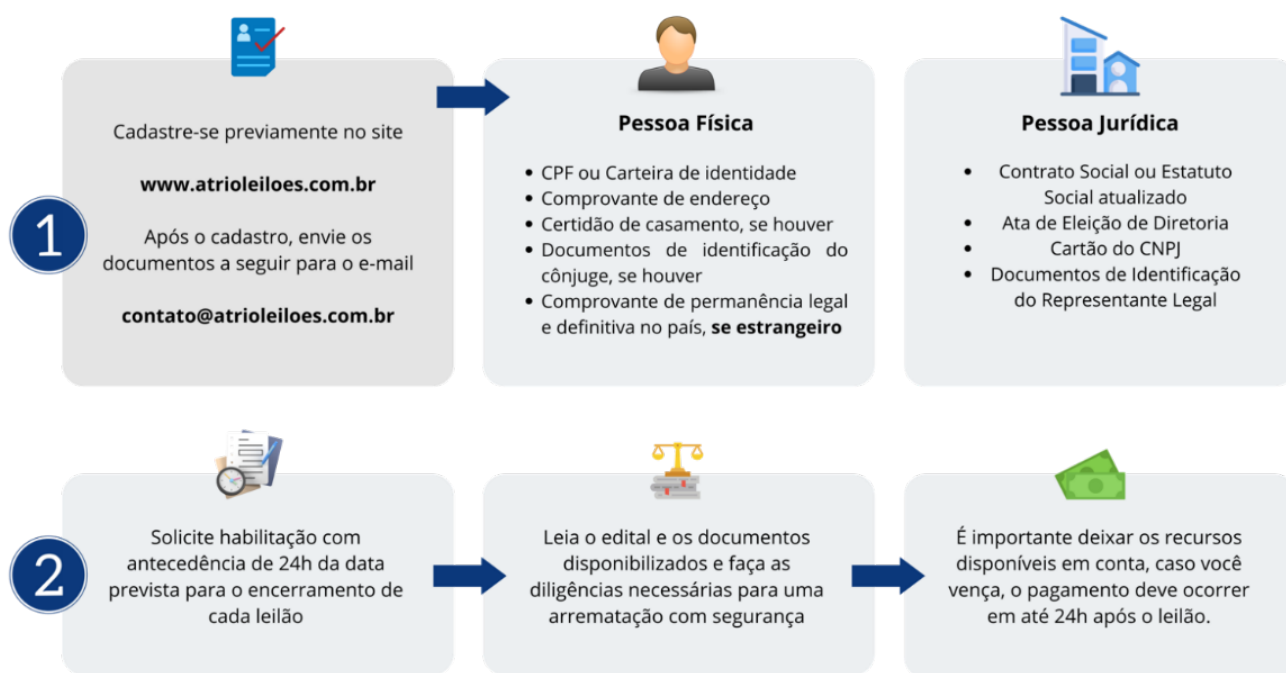 1
Cadastre-se previamente no site
www.atrioleiloes.com.br
Após o cadastro, envie os
documentos a seguir para o e-mail
contato@atrioleiloes.com.br
Pessoa Física
• CPF ou Carteira de identidade
• Comprovante de endereço
• Certidão de casamento, se houver
• Documentos de identificação do
cônjuge, se houver
• Comprovante de permanência legal
e definitiva no país, se estrangeiro
Pessoa Jurídica
• Contrato Social ou Estatuto
Social atualizado
• Ata de Eleição de Diretoria
• Cartão do CNPJ
• Documentos de Identificação
do Representante Legal
2
Solicite habilitação com
antecedência de 24h da data
prevista para o encerramento de
cada leilão
Leia o edital e os documentos
disponibilizados e faça as
diligências necessárias para uma
arrematação com segurança
É importante deixar os recursos
disponíveis em conta, caso você
vença, o pagamento deve ocorrer
em até 24h após o leilão.